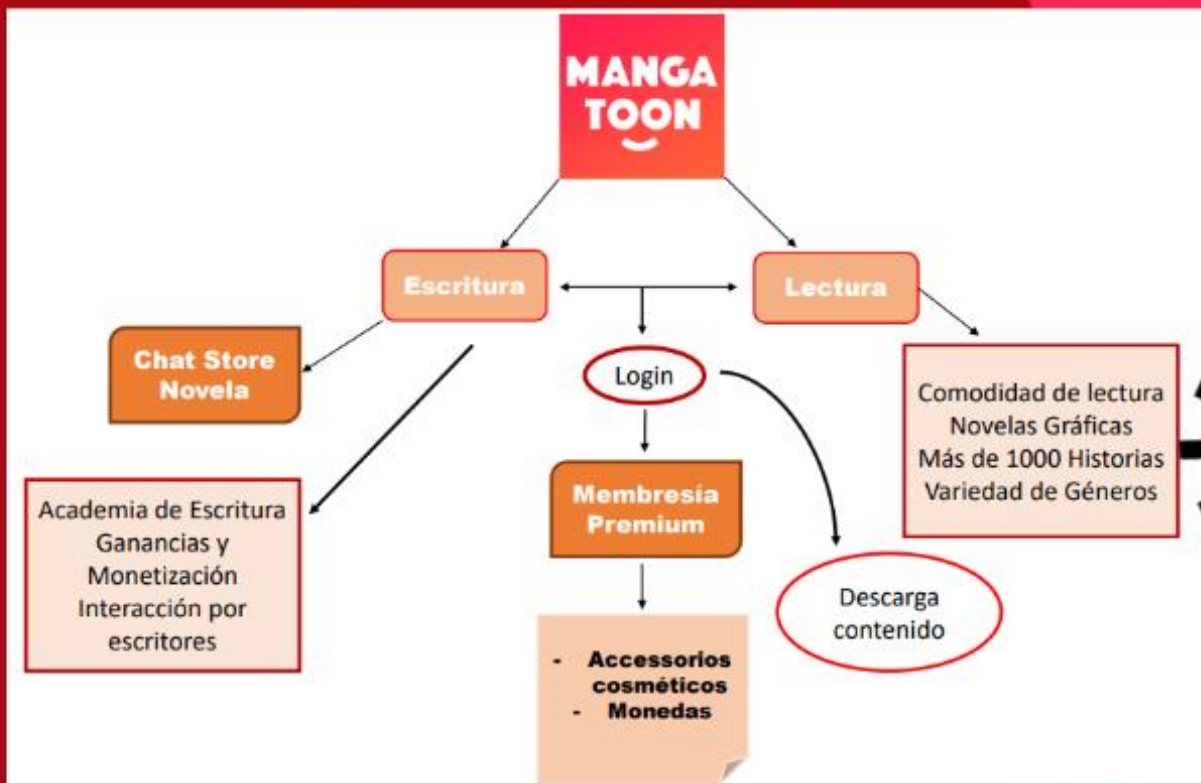 MANGA
TOON
Escritura
Lectura
Chat Store
Novela
Login
Comodidad de lectura
Novelas Gráficas
Más de 1000 Historias
Variedad de Géneros
Membresía
Premium
Academia de Escritura
Ganancias y
Monetización
Interacción por
escritores
Descarga
contenido
- Accessorios
cosméticos
- Monedas